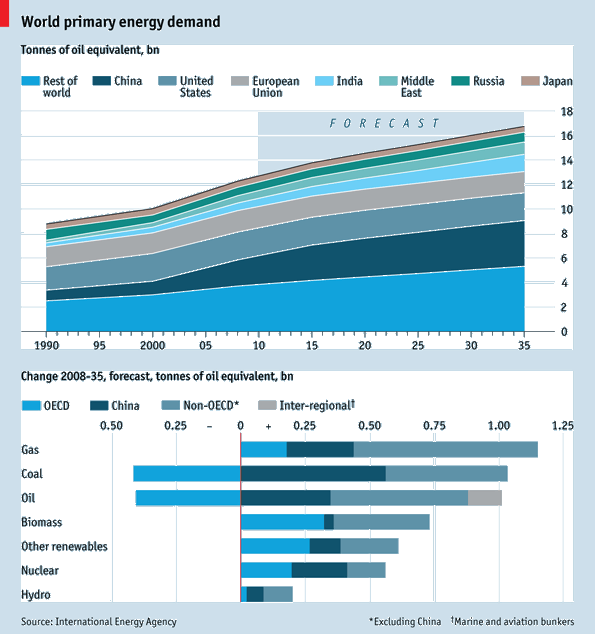 World primary energy demand
Tonnes of oil equivalent, bn
Rest of world
China
United States
European Union
India
Middle East
Russia
Japan
FORECAST
18
16
14
12
10
8
6
4
2
0
1990 95 2000 05 10 15 20 25 30 35
Change 2008-35, forecast, tonnes of oil equivalent, bn
OECD China Non-OECD* Inter-regional†
0.50 0.25 – 0 + 0.25 0.50 0.75 1.00 1.25
Gas
Coal
Oil
Biomass
Other renewables
Nuclear
Hydro
Source: International Energy Agency *Excluding China †Marine and aviation bunkers